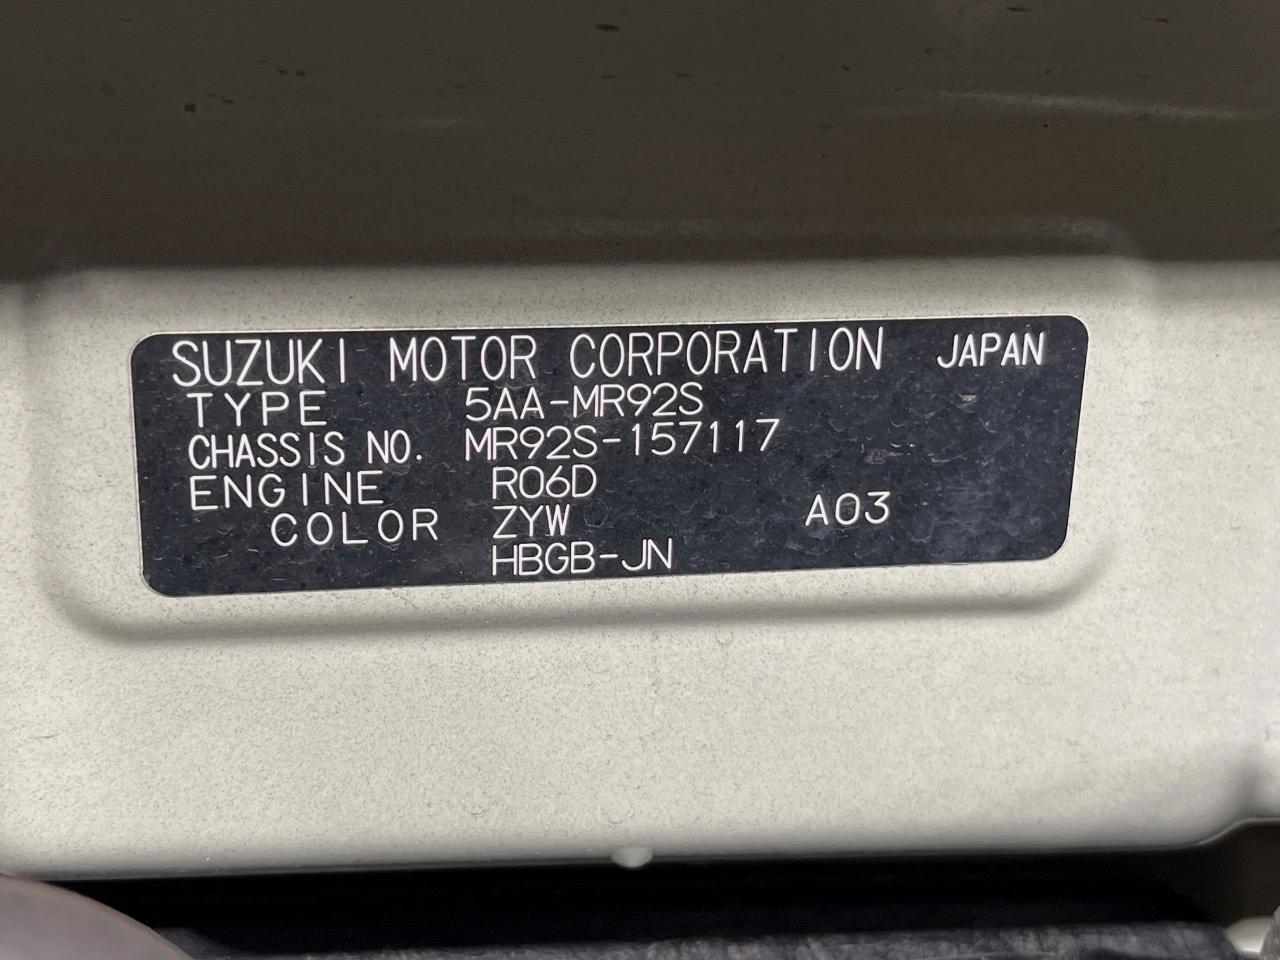 SUZUKI MOTOR CORPORATION JAPAN
TYPE 5AA-MR92S
CHASSIS NO. MR92S-157117
ENGINE R06D
COLOR ZYW A03
HBGB-JN